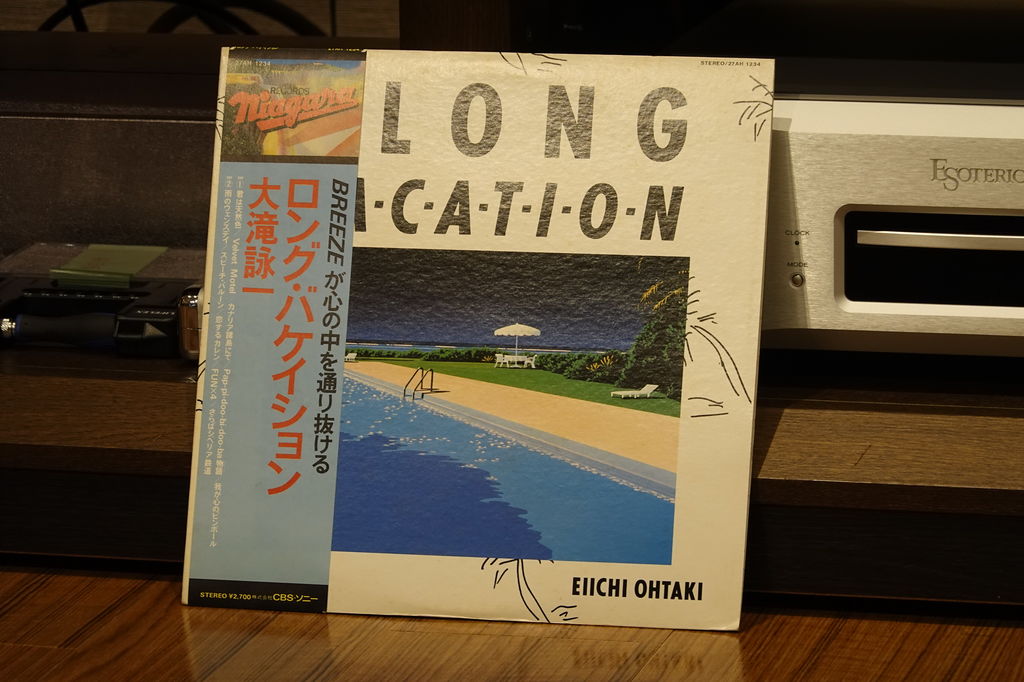 27AH 1234
RECORDS
Niagara
BREEZEが心の中を通り抜ける
ロング・バケイション
大滝詠一
君は天然色 Velvet Motel カナリア諸島にて Pap-pi-doo-bi-doo-ba物語 我が心のピンボール
雨のウェンズデイ スピーチ・バルーン 恋するカレン FUN×4 さらばシベリア鉄道
STEREO ¥2,700 株式会社 CBS・ソニー
STEREO/27AH 1234
LONG
A·C·A·T·I·O·N
EIICHI OHTAKI
ESOTERIC
CLOCK
MODE